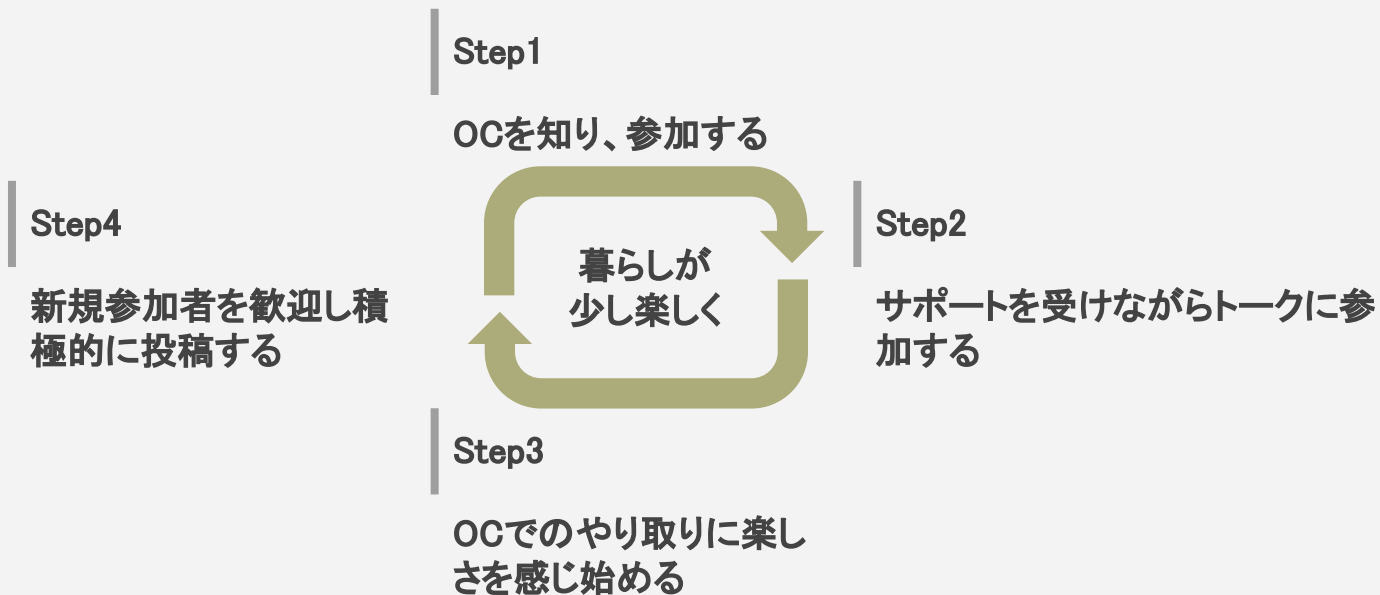 Step1
OCを知り、参加する
Step2
サポートを受けながらトークに参
加する
Step3
OCでのやり取りに楽し
さを感じ始める
Step4
新規参加者を歓迎し積
極的に投稿する
暮らしが
少し楽しく